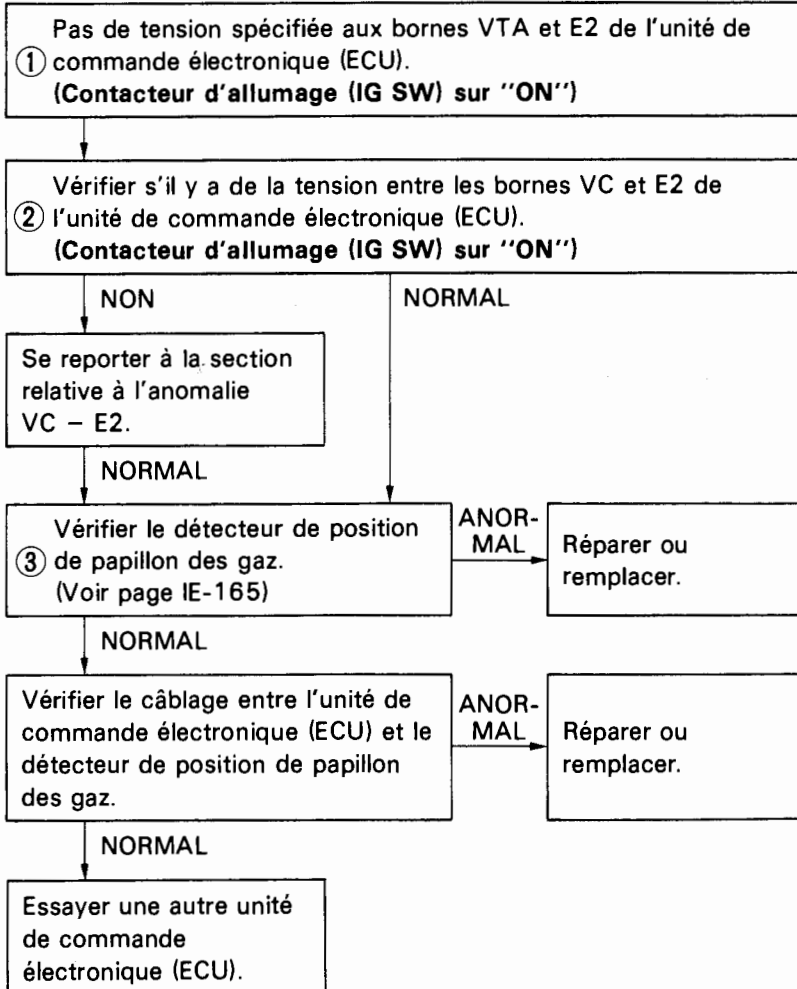 Pas de tension spécifiée aux bornes VTA et E2 de l'unité de
① commande électronique (ECU).
(Contacteur d'allumage (IG SW) sur "ON")
Vérifier s'il y a de la tension entre les bornes VC et E2 de
② l'unité de commande électronique (ECU).
(Contacteur d'allumage (IG SW) sur "ON")
NON
NORMAL
Se reporter à la section
relative à l'anomalie
VC – E2.
NORMAL
Vérifier le détecteur de position
③ de papillon des gaz.
(Voir page IE-165)
ANOR-
MAL
Réparer ou
remplacer.
NORMAL
Vérifier le câblage entre l'unité de
commande électronique (ECU) et le
détecteur de position de papillon
des gaz.
ANOR-
MAL
Réparer ou
remplacer.
NORMAL
Essayer une autre unité
de commande
électronique (ECU).